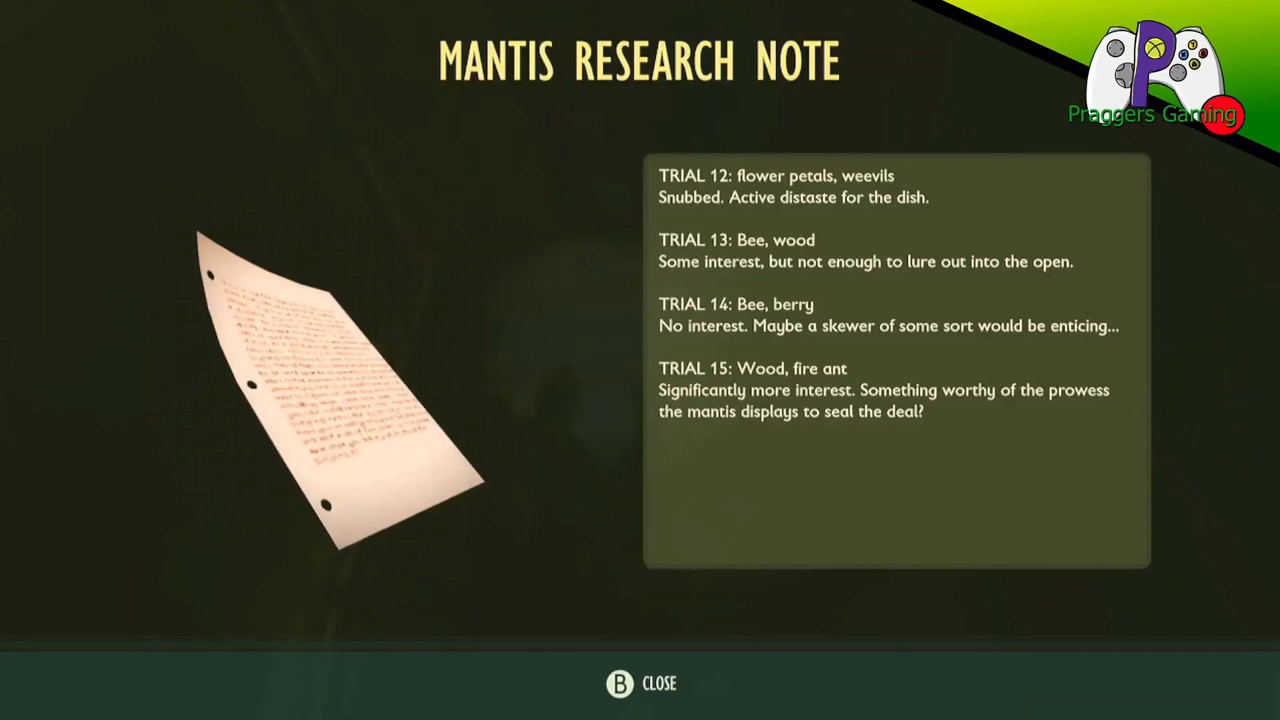 MANTIS RESEARCH NOTE
Praggers Gaming
TRIAL 12: flower petals, weevils
Snubbed. Active distaste for the dish.
TRIAL 13: Bee, wood
Some interest, but not enough to lure out into the open.
TRIAL 14: Bee, berry
No interest. Maybe a skewer of some sort would be enticing...
TRIAL 15: Wood, fire ant
Significantly more interest. Something worthy of the prowess
the mantis displays to seal the deal?
B CLOSE